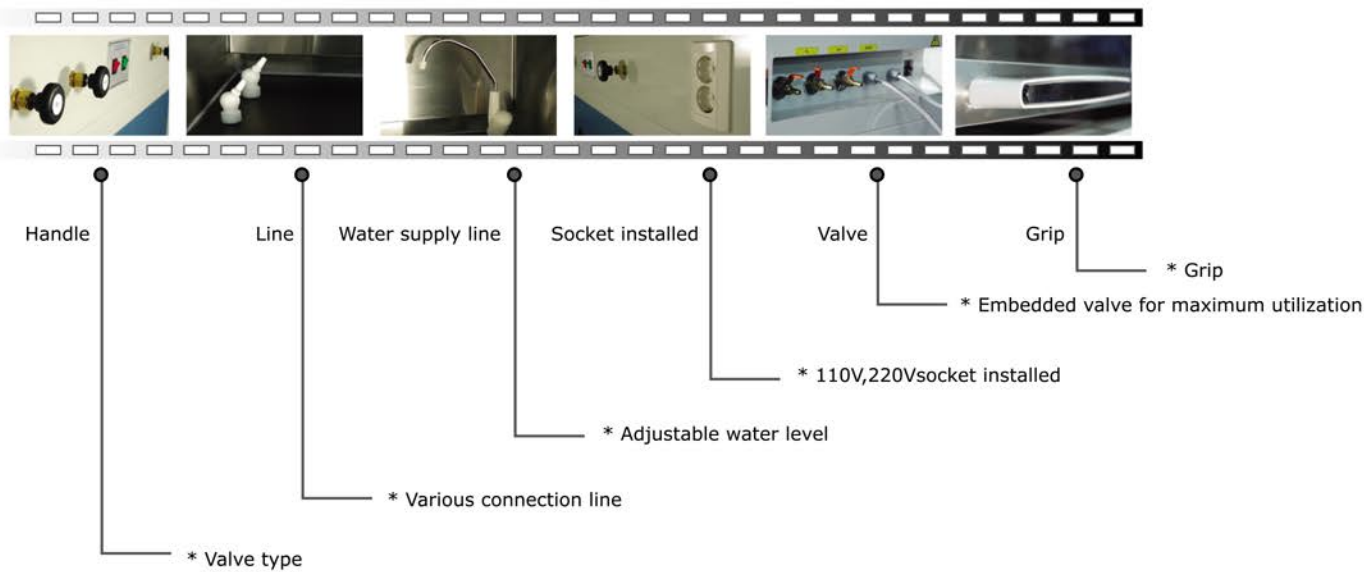 Handle
Line
Water supply line
Socket installed
Valve
Grip
* Grip
* Embedded valve for maximum utilization
* 110V,220Vsocket installed
* Adjustable water level
* Various connection line
* Valve type